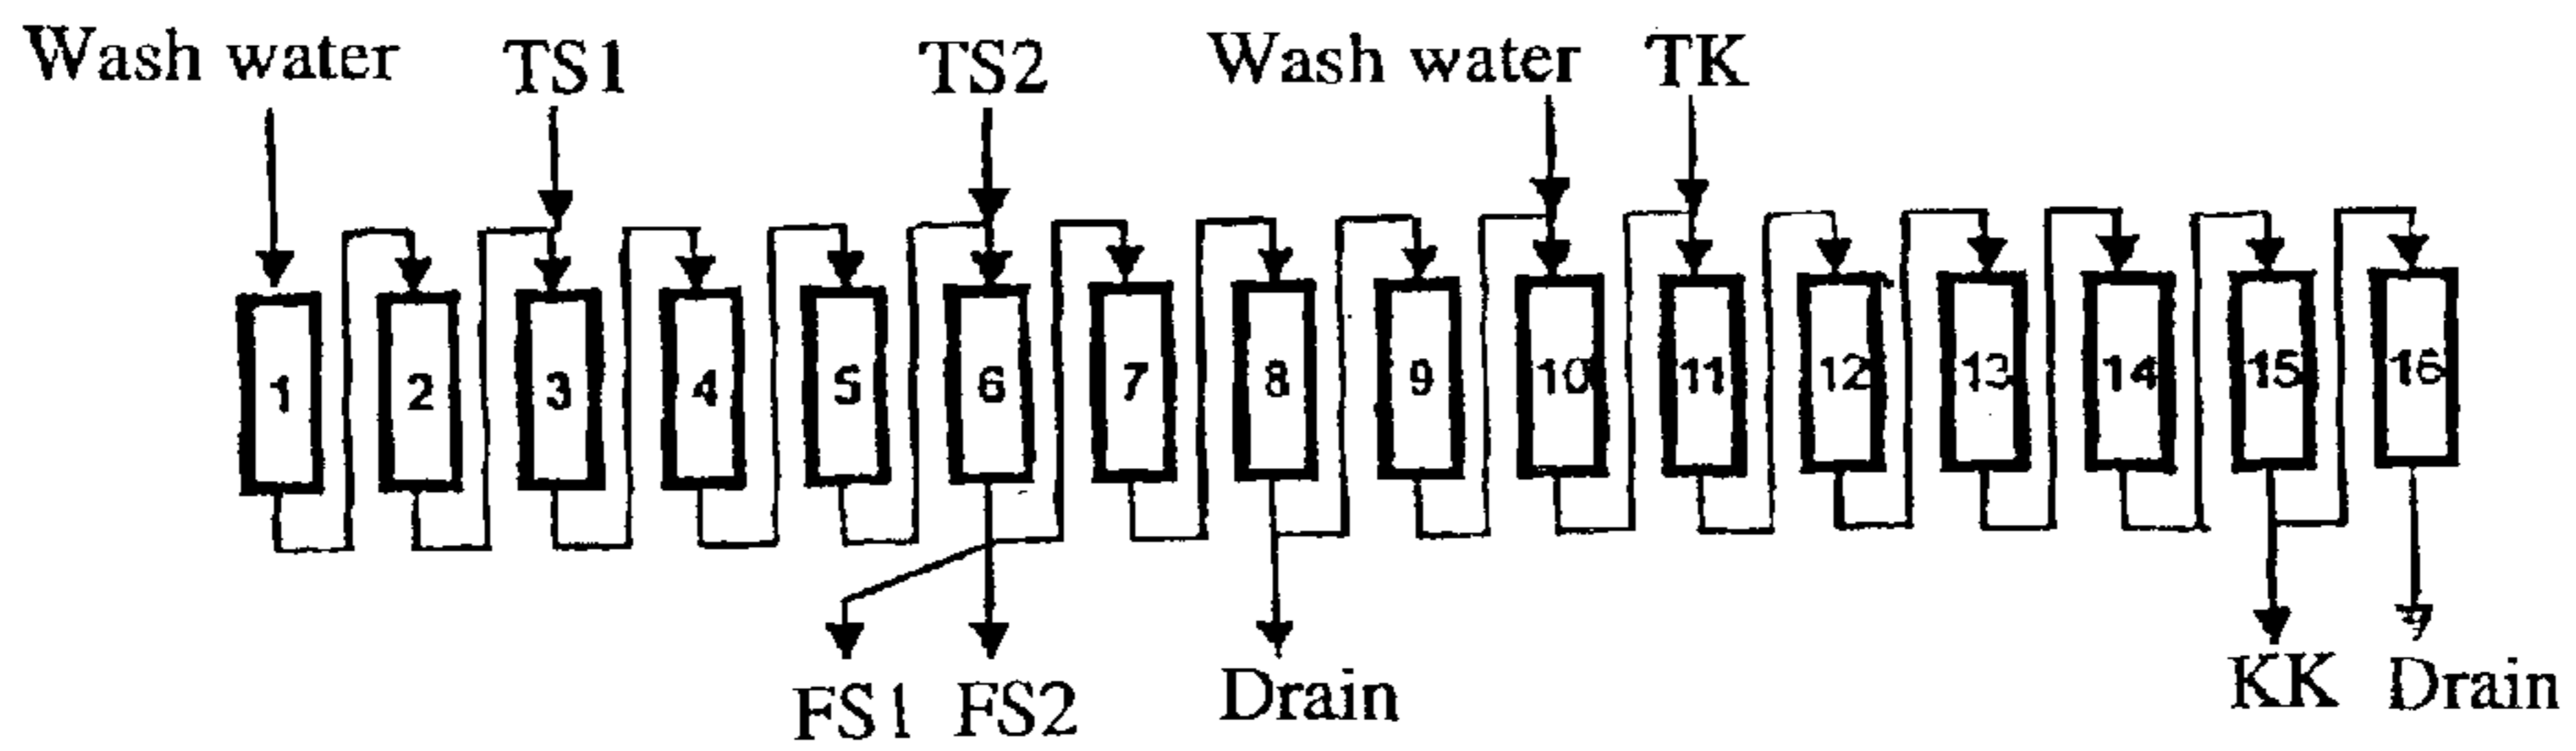 Wash water TS1 TS2 Wash water TK
1 2 3 4 5 6 7 8 9 10 11 12 13 14 15 16
FS1 FS2 Drain KK Drain